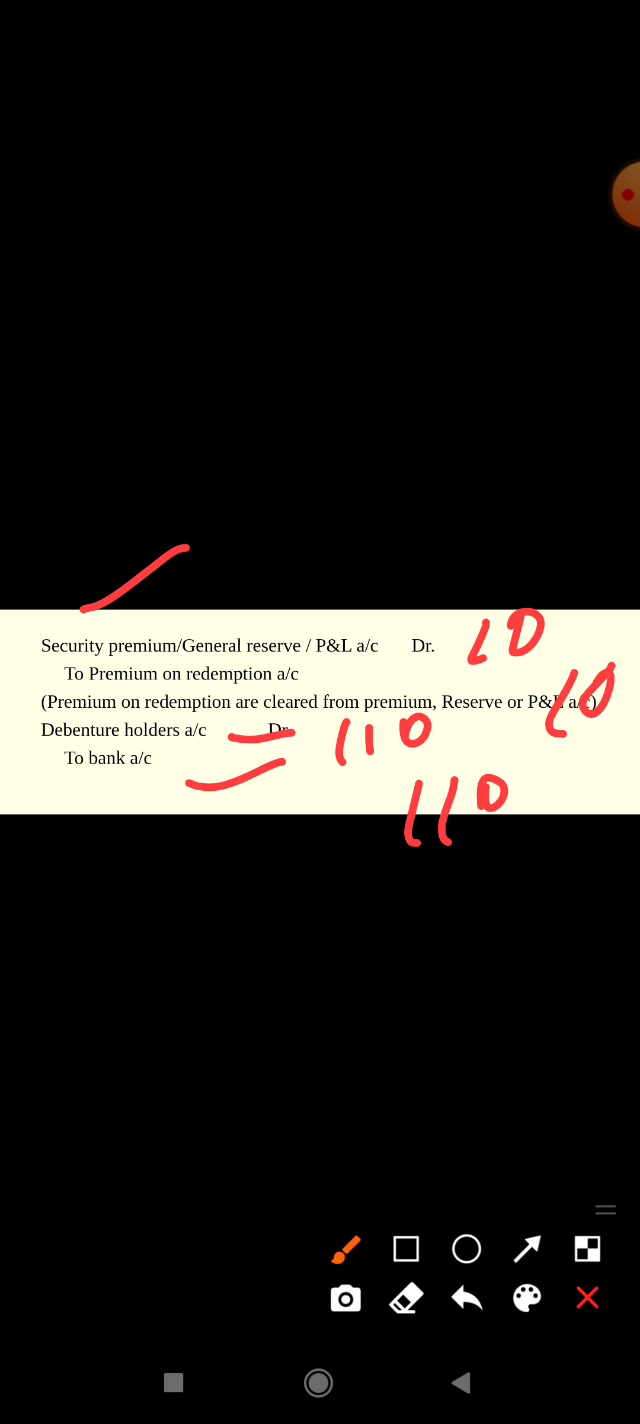 Security premium/General reserve / P&L a/c Dr. 10
To Premium on redemption a/c 10
(Premium on redemption are cleared from premium, Reserve or P&L a/c)
Debenture holders a/c Dr 110
To bank a/c 110